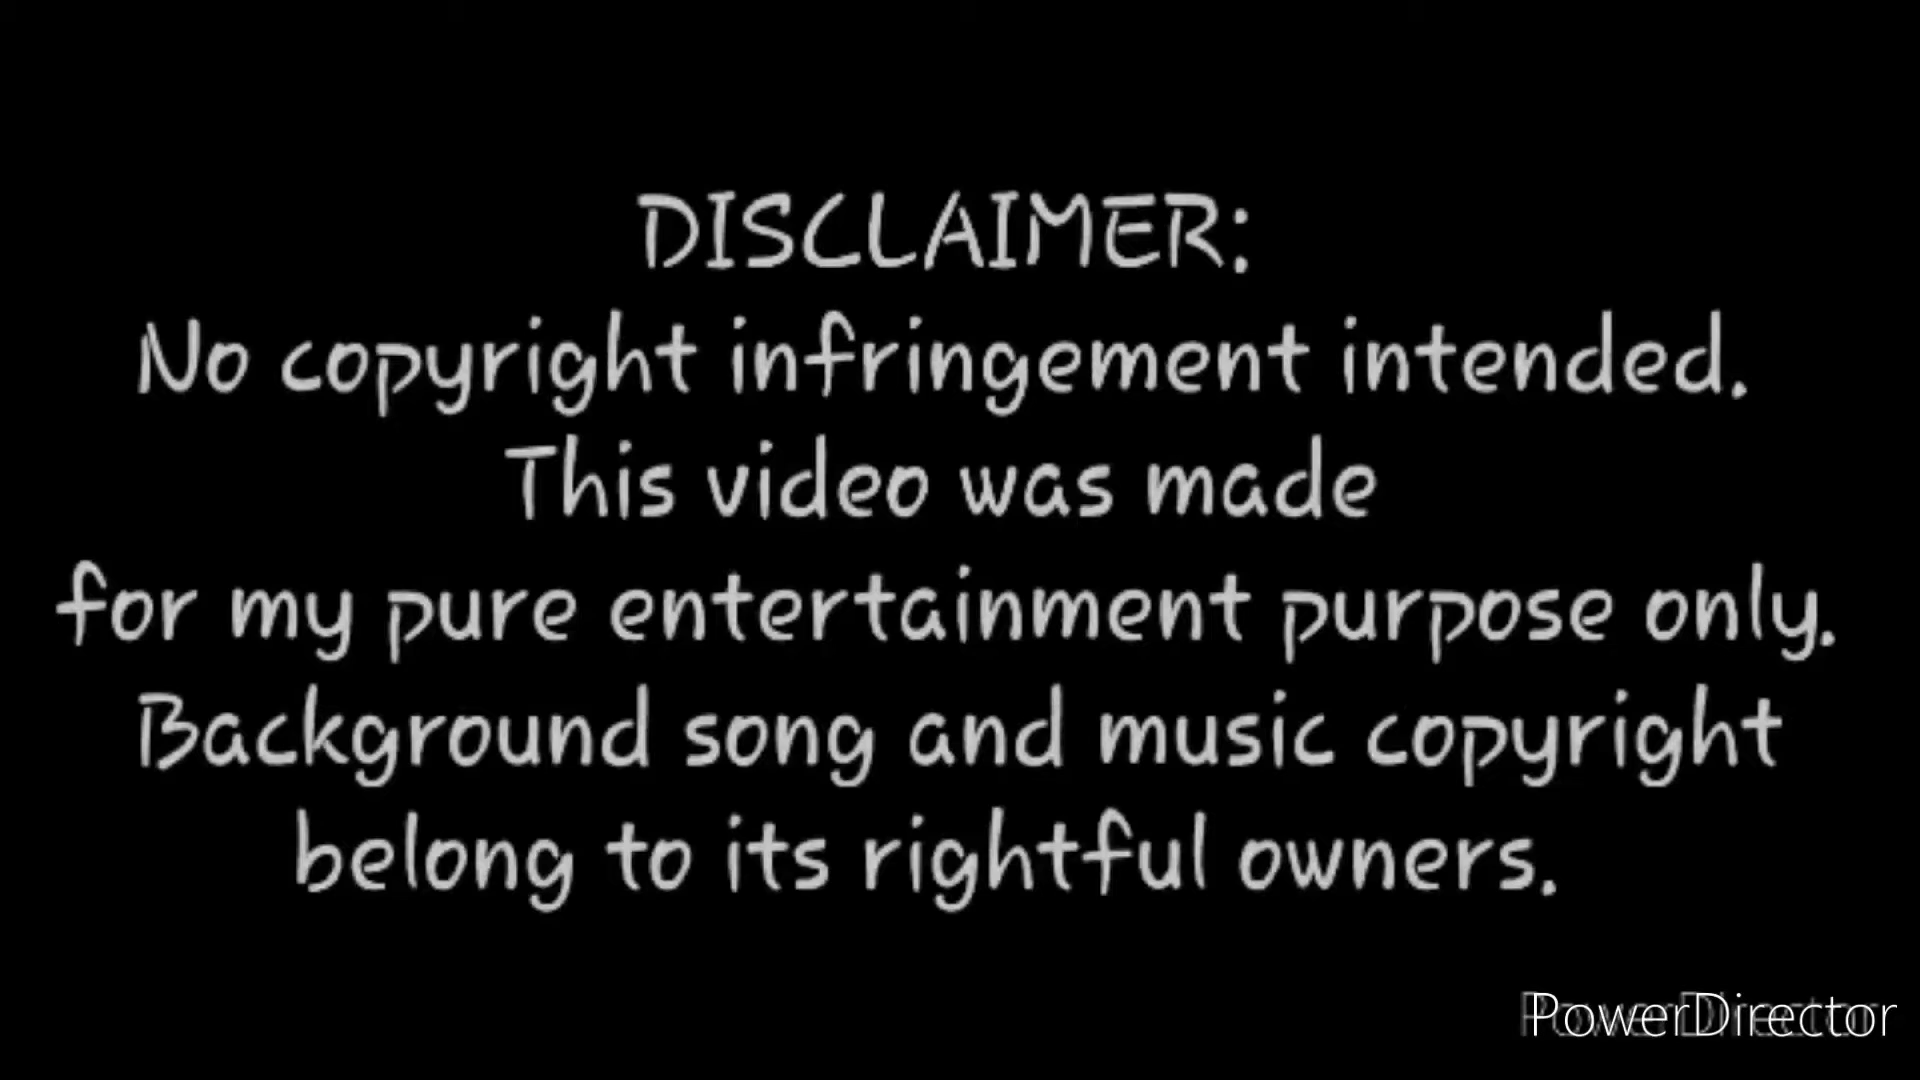 DISCLAIMER:
No copyright infringement intended.
This video was made
for my pure entertainment purpose only.
Background song and music copyright
belong to its rightful owners.
PowerDirector